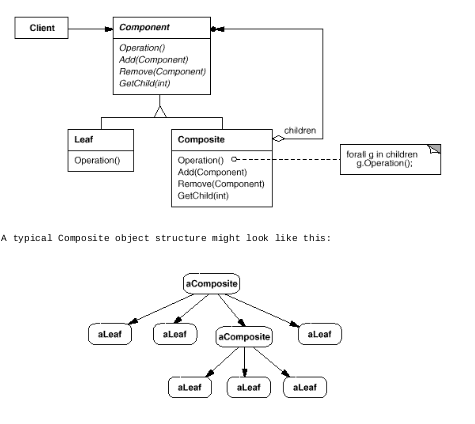 Client
Component
Operation()
Add(Component)
Remove(Component)
GetChild(int)
Leaf
Operation()
Composite
Operation()
Add(Component)
Remove(Component)
GetChild(int)
children
forall g in children
g.Operation();
A typical Composite object structure might look like this:
aComposite
aLeaf
aLeaf
aComposite
aLeaf
aLeaf
aLeaf
aLeaf